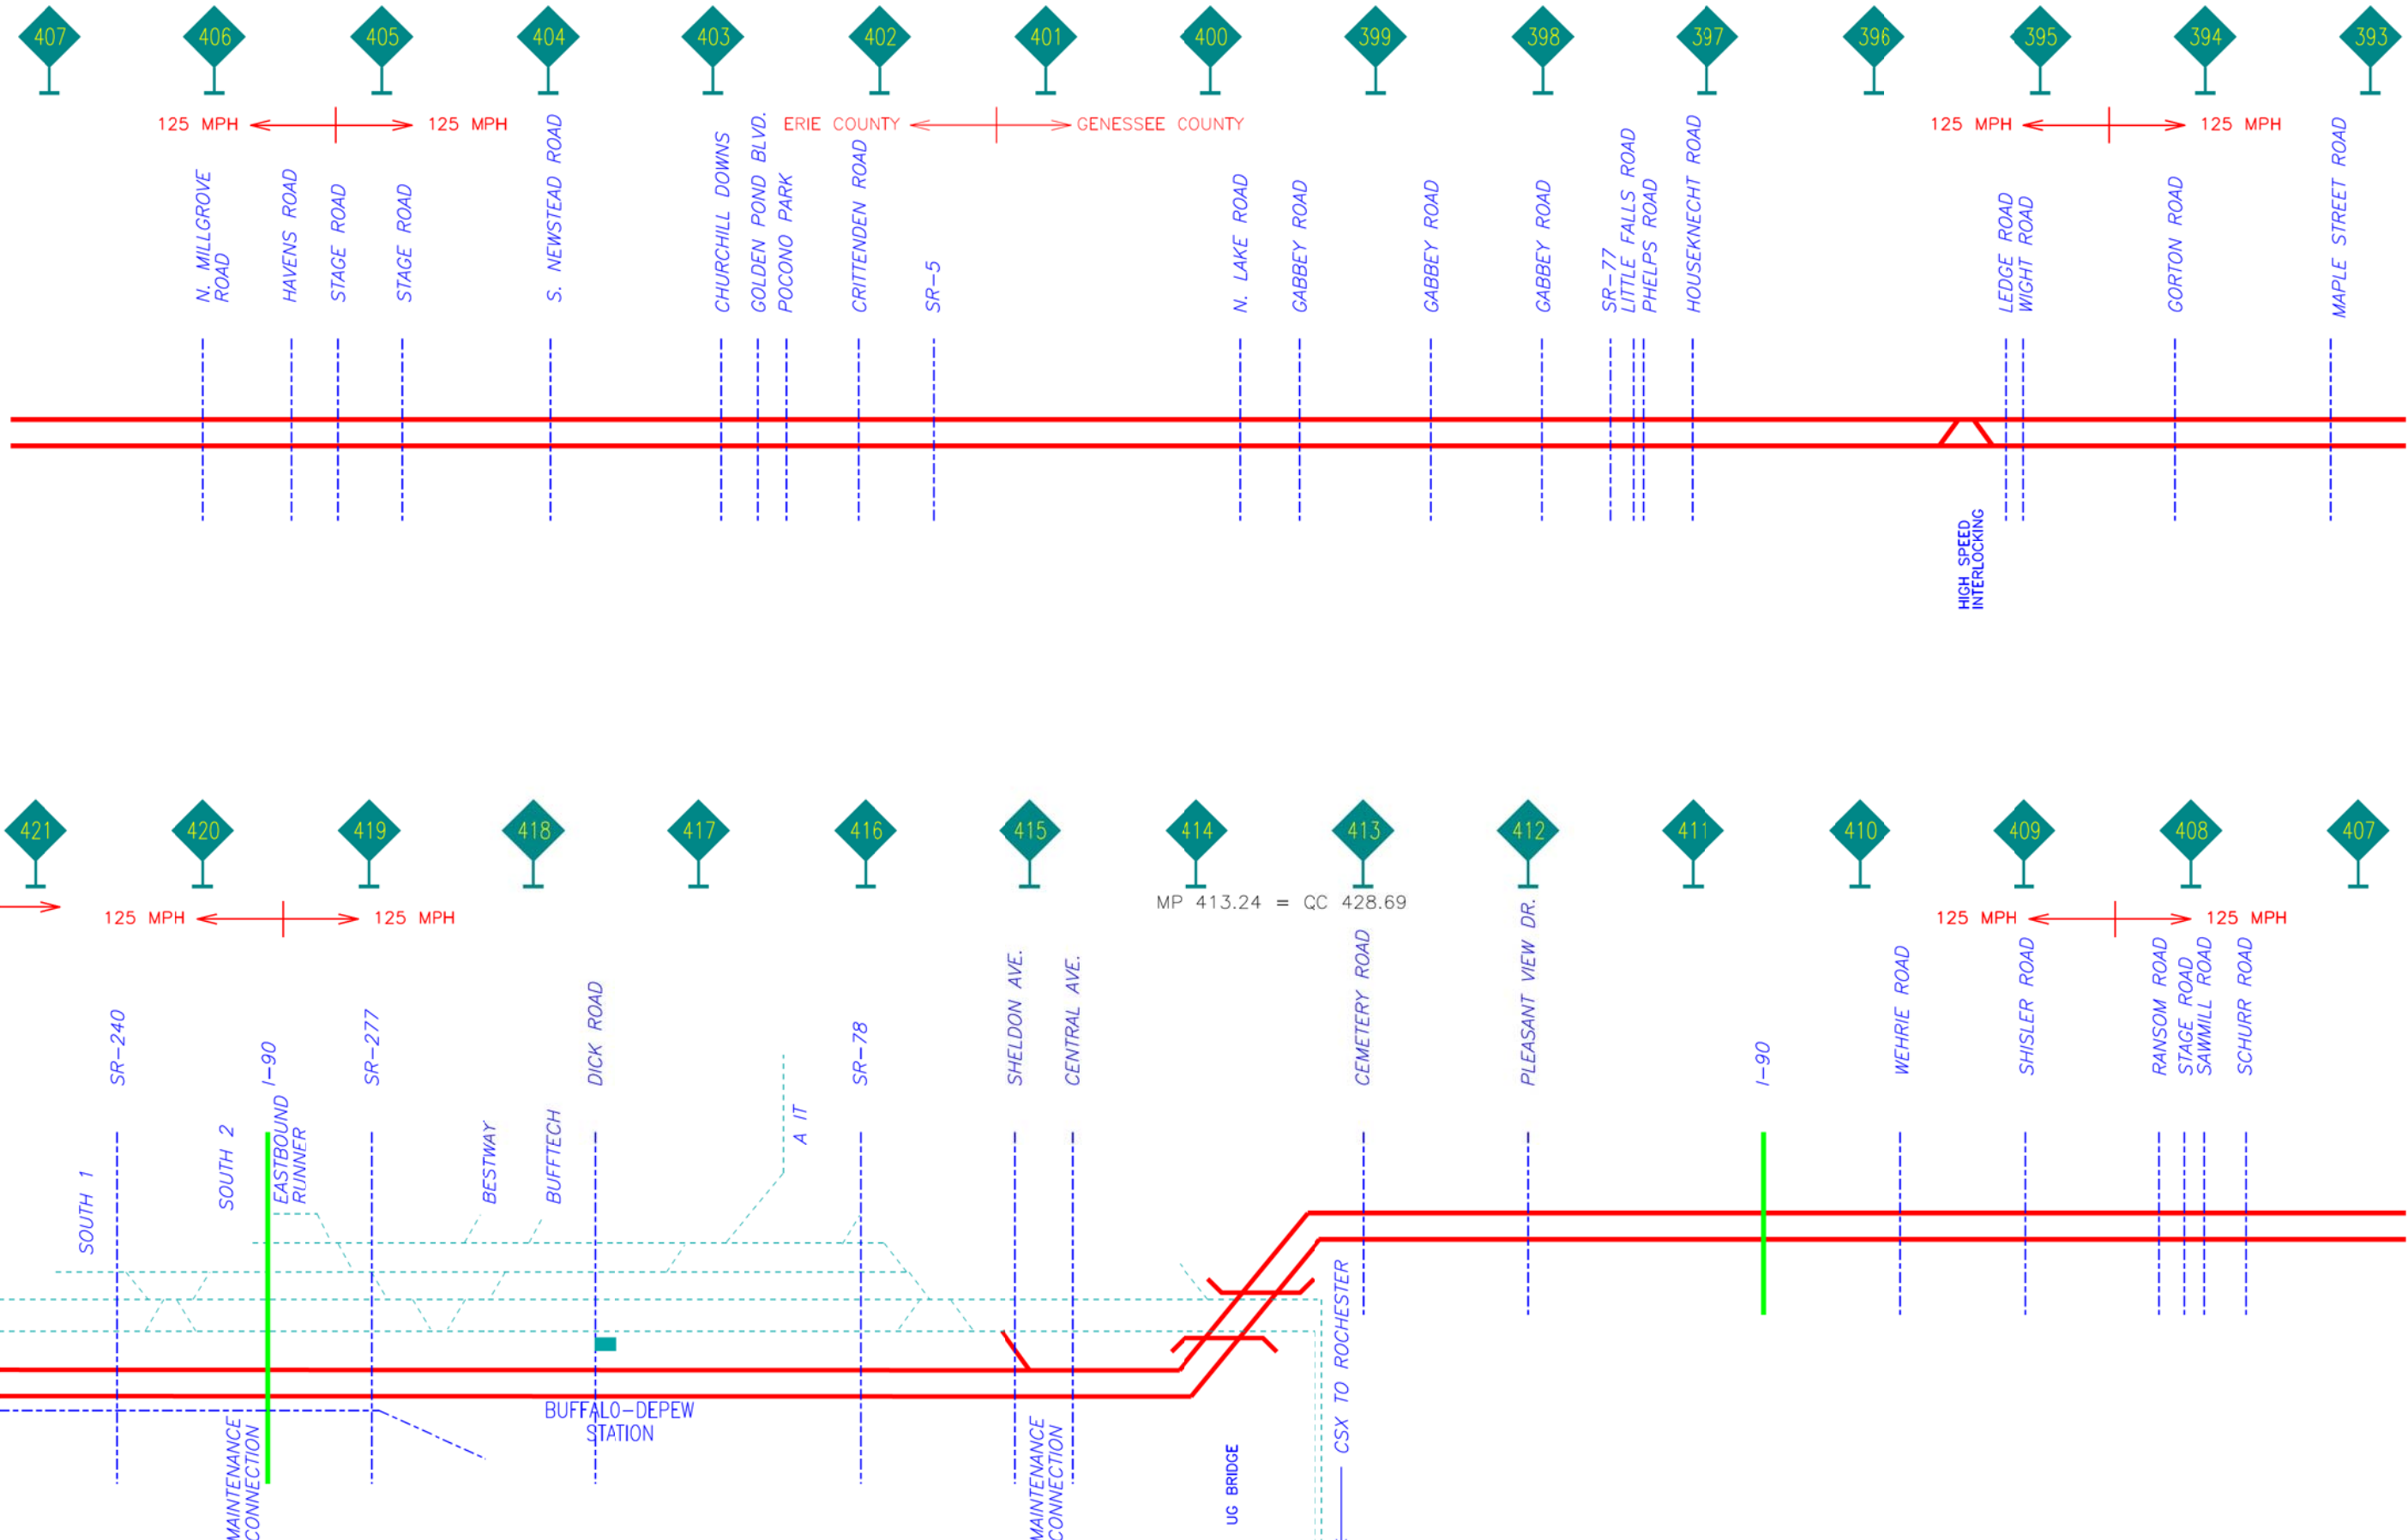 407
406
405
404
403
402
401
400
399
398
397
396
395
394
393
125 MPH
125 MPH
ERIE COUNTY
GENESSEE COUNTY
125 MPH
125 MPH
N. MILLGROVE
ROAD
HAVENS ROAD
STAGE ROAD
STAGE ROAD
S. NEWSTEAD ROAD
CHURCHILL DOWNS
GOLDEN POND BLVD.
POCONO PARK
CRITTENDEN ROAD
SR-5
N. LAKE ROAD
GABBEY ROAD
GABBEY ROAD
GABBEY ROAD
SR-77
LITTLE FALLS ROAD
PHELPS ROAD
HOUSEKNECHT ROAD
LEDGE ROAD
WIGHT ROAD
GORTON ROAD
MAPLE STREET ROAD
HIGH SPEED
INTERLOCKING
421
420
419
418
417
416
415
414
413
412
411
410
409
408
407
MP 413.24 = QC 428.69
125 MPH
125 MPH
125 MPH
125 MPH
SOUTH 1
SR-240
SOUTH 2
I-90
EASTBOUND
RUNNER
SR-277
BESTWAY
BUFFTECH
DICK ROAD
A IT
SR-78
SHELDON AVE.
CENTRAL AVE.
CEMETERY ROAD
PLEASANT VIEW DR.
I-90
WEHRIE ROAD
SHISLER ROAD
RANSOM ROAD
STAGE ROAD
SAWMILL ROAD
SCHURR ROAD
MAINTENANCE
CONNECTION
BUFFALO-DEPEW
STATION
MAINTENANCE
CONNECTION
UG BRIDGE
CSX TO ROCHESTER